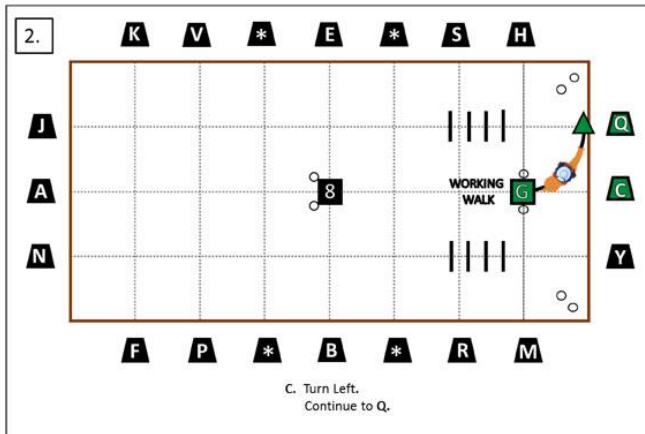 2.
K V * E * S H
J Q
8 WORKING G
A C
WALK
N Y
F P * B * R M
C. Turn Left.
Continue to Q.